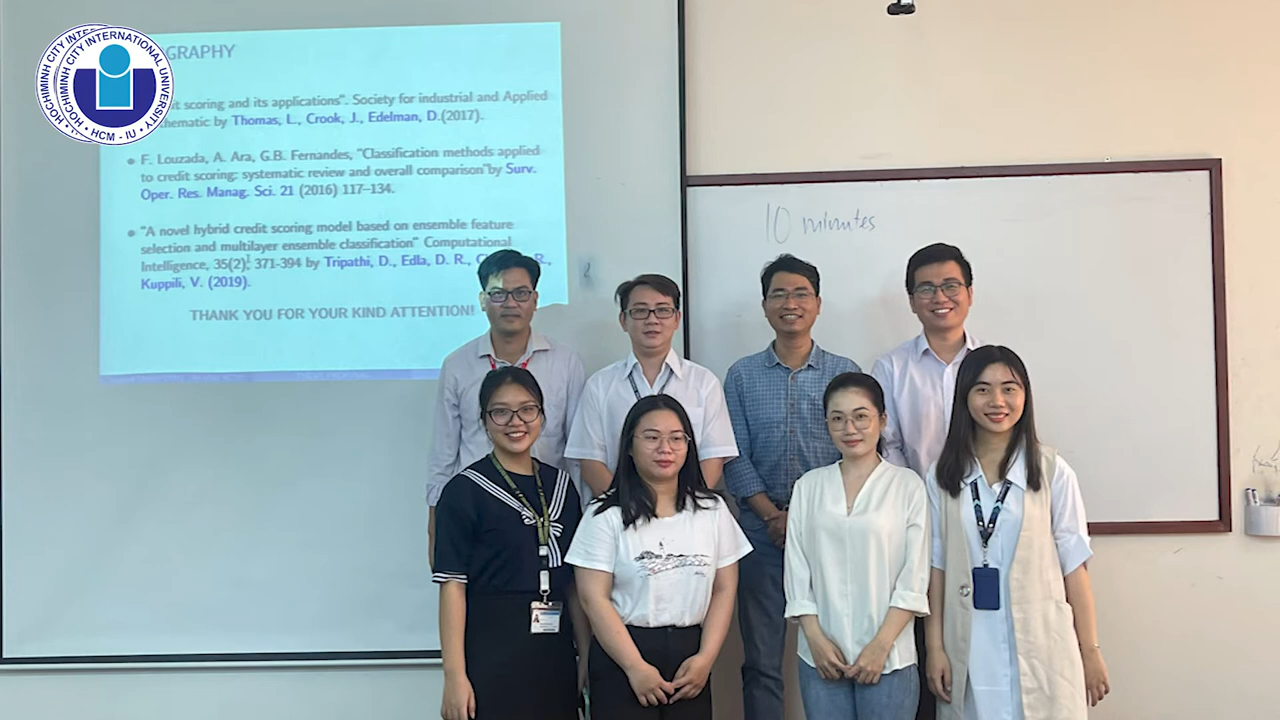 HOCHIMINH CITY INTERNATIONAL UNIVERSITY
HCM - IU
GRAPHY
it scoring and its applications". Society for industrial and Applied
hematic by Thomas, L., Crook, J., Edelman, D.(2017).
F. Louzada, A. Ara, G.B. Fernandes, "Classification methods applied
to credit scoring: systematic review and overall comparison"by Surv.
Oper. Res. Manag. Sci. 21 (2016) 117–134.
"A novel hybrid credit scoring model based on ensemble feature
selection and multilayer ensemble classification" Computational
Intelligence, 35(2), 371-394 by Tripathi, D., Edla, D. R., R.,
Kuppili, V. (2019).
THANK YOU FOR YOUR KIND ATTENTION!
10 minutes